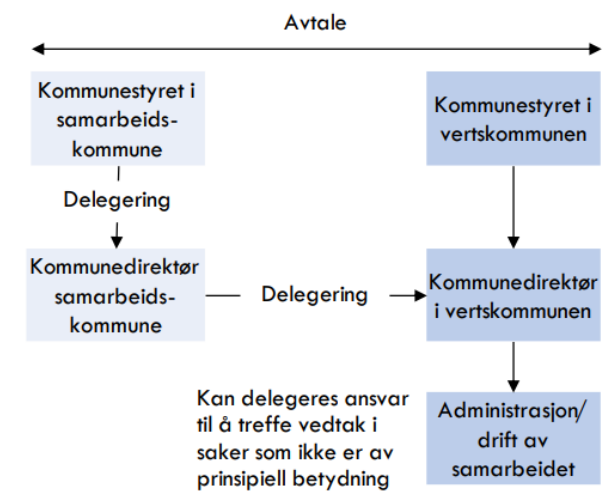 Avtale
Kommunestyret i
samarbeids-
kommune
Kommunestyret i
vertskommunen
Delegering
Kommunedirektør
samarbeids-
kommune
Delegering
Kommunedirektør
i vertskommunen
Kan delegeres ansvar
til å treffe vedtak i
saker som ikke er av
prinsipiell betydning
Administrasjon/
drift av
samarbeidet